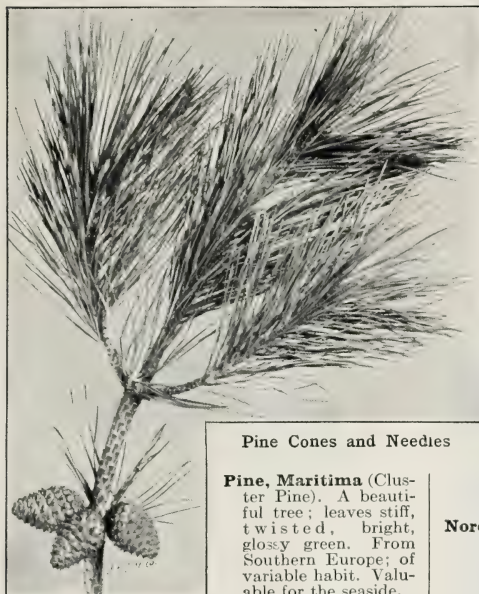 Pine Cones and Needles
Pine, Maritima (Clus-
ter Pine). A beauti-
ful tree; leaves stiff,
twisted, bright,
glossy green. From
Southern Europe; of
variable habit. Valu-
able for the seaside.